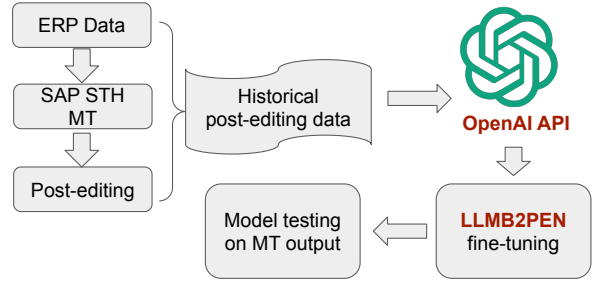 ERP Data
SAP STH
MT
Post-editing
Historical
post-editing data
OpenAI API
LLMB2PEN
fine-tuning
Model testing
on MT output